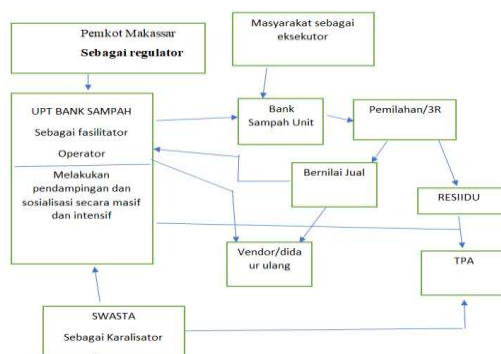 Pemkot Makassar
Sebagai regulator
Masyarakat sebagai
eksekutor
UPT BANK SAMPAH
Sebagai fasilitator
Operator
Melakukan
pendampingan dan
sosialisasi secara masif
dan intensif
Bank
Sampah Unit
Pemilahan/3R
Bernilai Jual
RESIIDU
Vendor/dida
ur ulang
TPA
SWASTA
Sebagai Karalisator